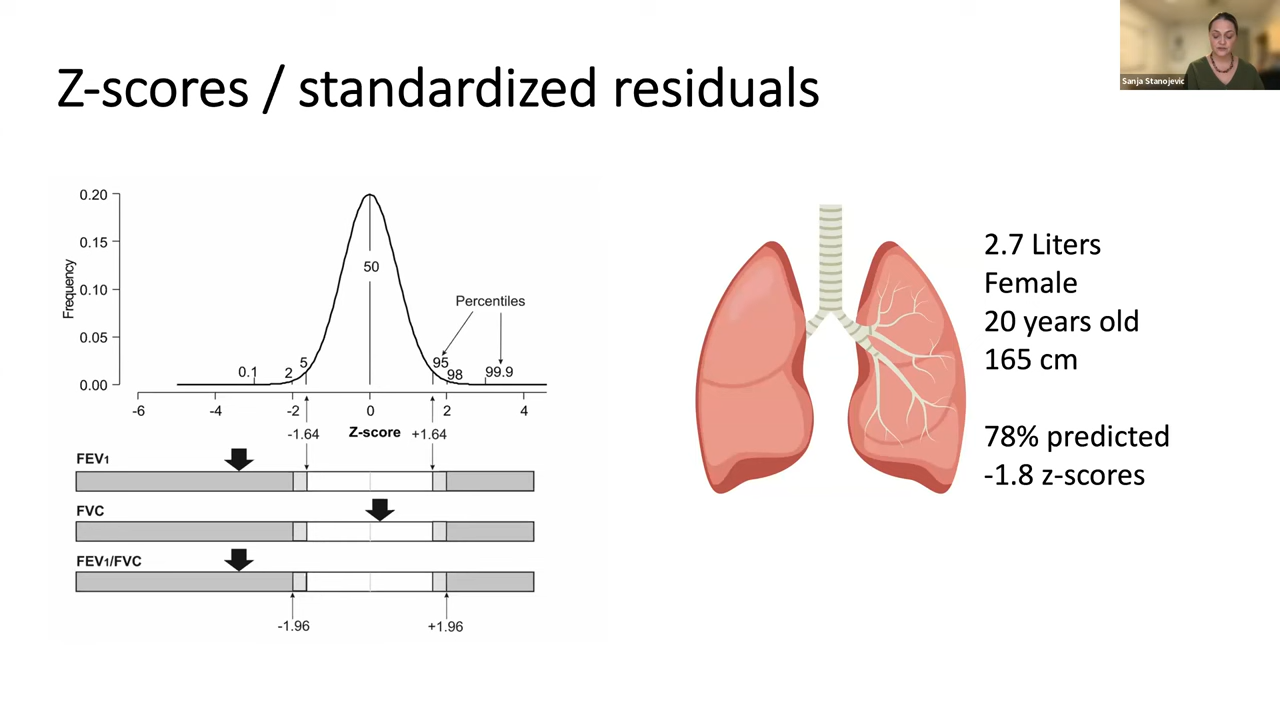 Z-scores / standardized residuals
Sanja Stanojevic
0.20
0.15
0.10
0.05
0.00
Frequency
50
Percentiles
0.1
2
5
95
98
99.9
-6
-4
-2
0
2
4
-1.64
Z-score
+1.64
FEV1
FVC
FEV1/FVC
-1.96
+1.96
2.7 Liters
Female
20 years old
165 cm
78% predicted
-1.8 z-scores